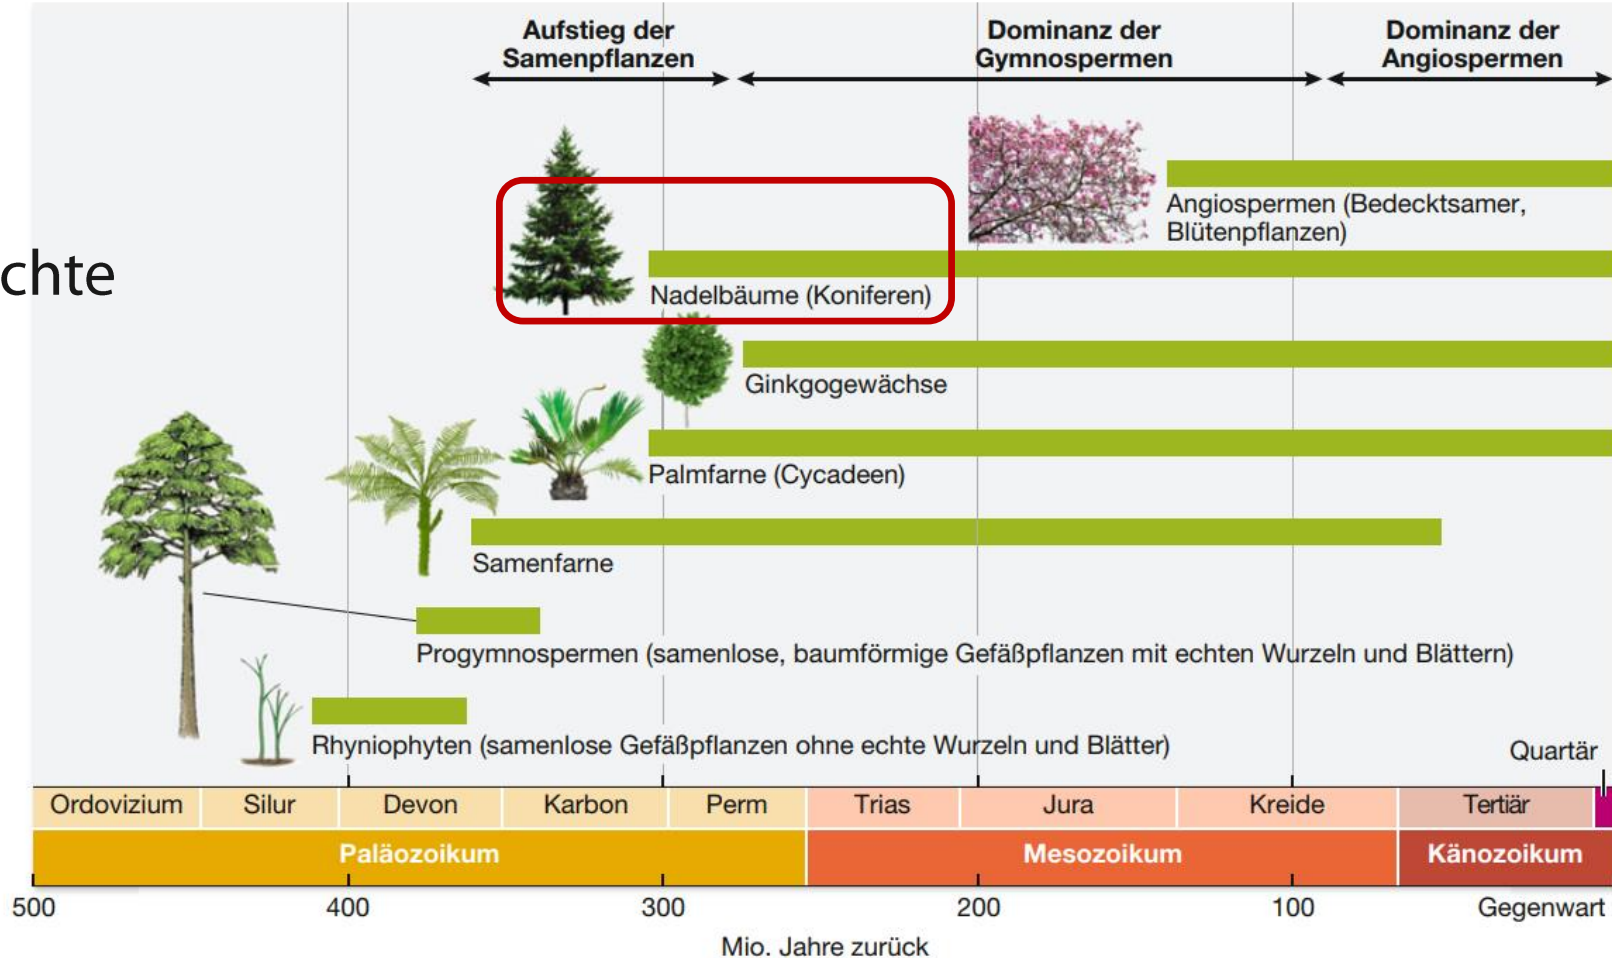 Aufstieg der
Samenpflanzen
Dominanz der
Gymnospermen
Dominanz der
Angiospermen
Angiospermen (Bedecktsamer,
Blütenpflanzen)
chte
Nadelbäume (Koniferen)
Ginkgogewächse
Palmfarne (Cycadeen)
Samenfarne
Progymnospermen (samenlose, baumförmige Gefäßpflanzen mit echten Wurzeln und Blättern)
Rhyniophyten (samenlose Gefäßpflanzen ohne echte Wurzeln und Blätter)
Quartär
Ordovizium Silur Devon Karbon Perm Trias Jura Kreide Tertiär
Paläozoikum Mesozoikum Känozoikum
500 400 300 200 100 Gegenwart
Mio. Jahre zurück